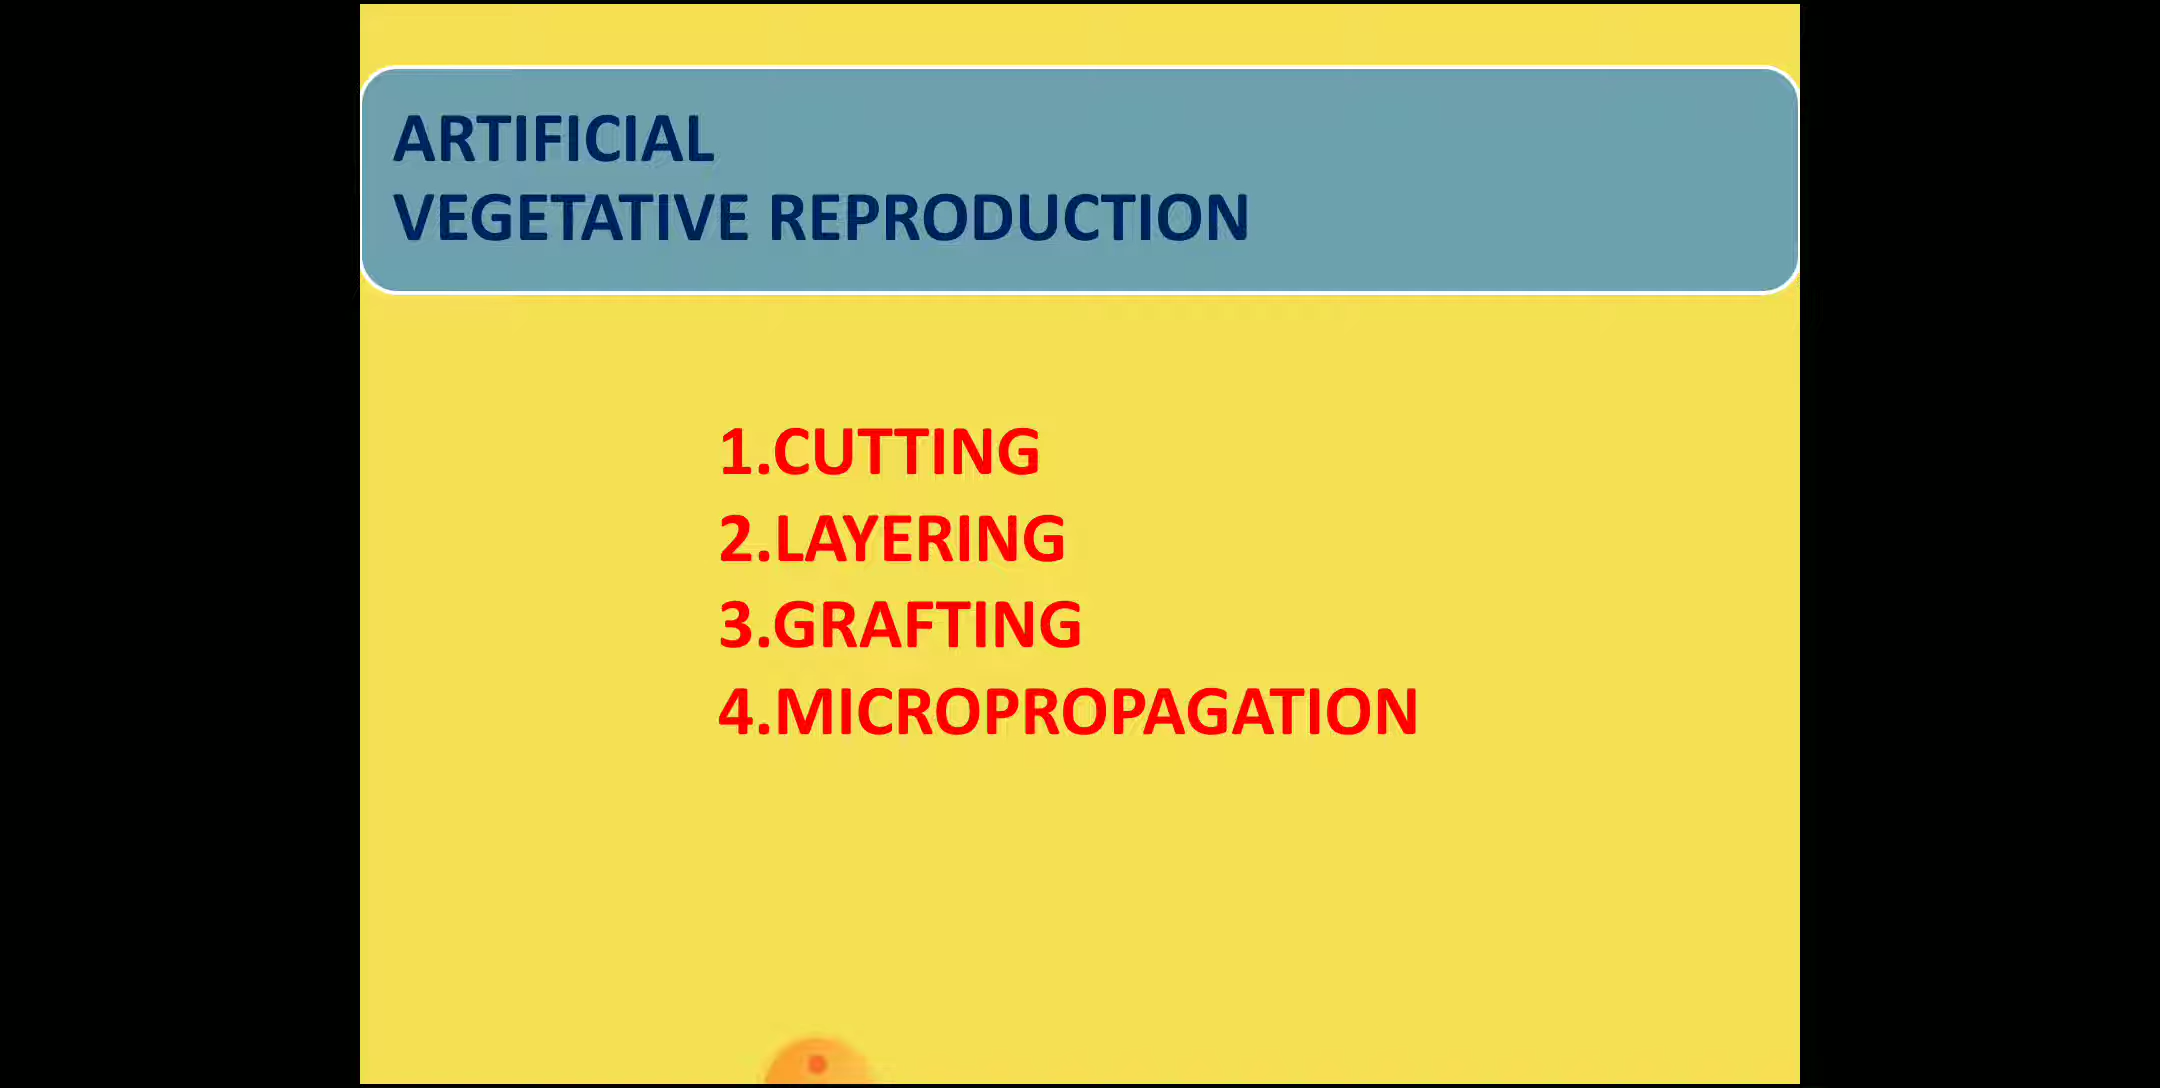 ARTIFICIAL
VEGETATIVE REPRODUCTION
1.CUTTING
2.LAYERING
3.GRAFTING
4.MICROPROPAGATION